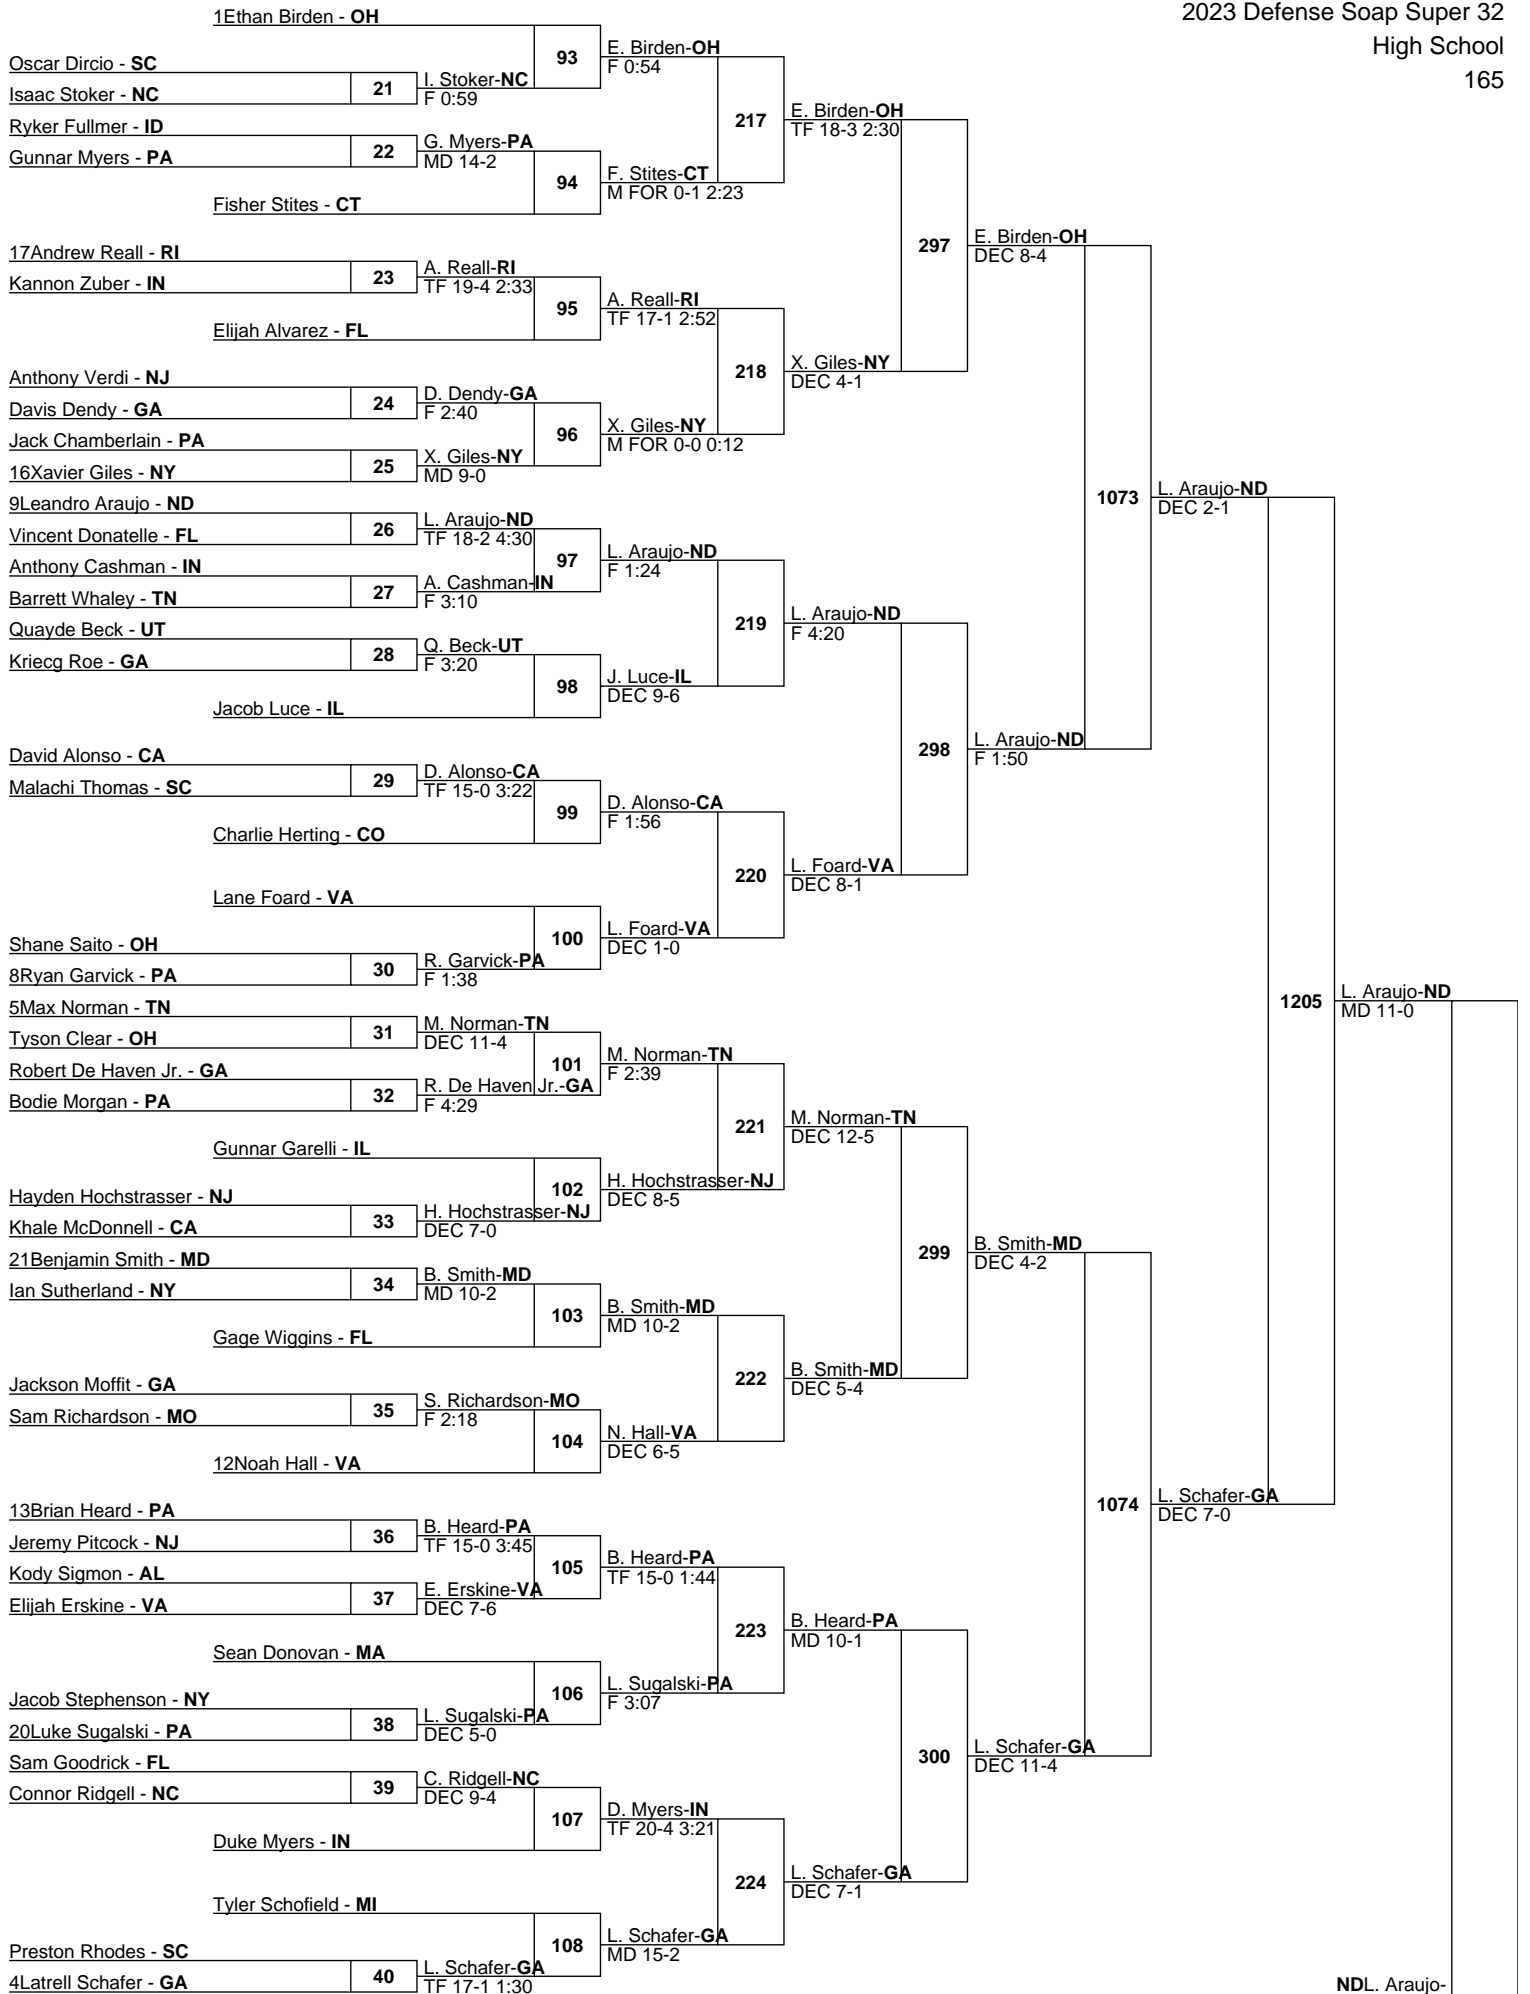 2023 Defense Soap Super 32
High School
165
1Ethan Birden - OH
93
E. Birden-OH
F 0:54
Oscar Dircio - SC
Isaac Stoker - NC
21
I. Stoker-NC
F 0:59
217
E. Birden-OH
TF 18-3 2:30
Ryker Fullmer - ID
Gunnar Myers - PA
22
G. Myers-PA
MD 14-2
94
F. Stites-CT
M FOR 0-1 2:23
Fisher Stites - CT
297
E. Birden-OH
DEC 8-4
17Andrew Reall - RI
Kannon Zuber - IN
23
A. Reall-RI
TF 19-4 2:33
95
A. Reall-RI
TF 17-1 2:52
Elijah Alvarez - FL
218
X. Giles-NY
DEC 4-1
Anthony Verdi - NJ
Davis Dendy - GA
24
D. Dendy-GA
F 2:40
96
X. Giles-NY
M FOR 0-0 0:12
Jack Chamberlain - PA
16Xavier Giles - NY
25
X. Giles-NY
MD 9-0
1073
L. Araujo-ND
DEC 2-1
9Leandro Araujo - ND
Vincent Donatelle - FL
26
L. Araujo-ND
TF 18-2 4:30
97
L. Araujo-ND
F 1:24
Anthony Cashman - IN
Barrett Whaley - TN
27
A. Cashman-IN
F 3:10
219
L. Araujo-ND
F 4:20
Quayde Beck - UT
Kriecg Roe - GA
28
Q. Beck-UT
F 3:20
98
J. Luce-IL
DEC 9-6
Jacob Luce - IL
298
L. Araujo-ND
F 1:50
David Alonso - CA
Malachi Thomas - SC
29
D. Alonso-CA
TF 15-0 3:22
99
D. Alonso-CA
F 1:56
Charlie Herting - CO
220
L. Foard-VA
DEC 8-1
Lane Foard - VA
100
L. Foard-VA
DEC 1-0
Shane Saito - OH
8Ryan Garvick - PA
30
R. Garvick-PA
F 1:38
1205
L. Araujo-ND
MD 11-0
5Max Norman - TN
Tyson Clear - OH
31
M. Norman-TN
DEC 11-4
101
M. Norman-TN
F 2:39
Robert De Haven Jr. - GA
Bodie Morgan - PA
32
R. De Haven Jr.-GA
F 4:29
221
M. Norman-TN
DEC 12-5
Gunnar Garelli - IL
102
H. Hochstrasser-NJ
DEC 8-5
Hayden Hochstrasser - NJ
Khale McDonnell - CA
33
H. Hochstrasser-NJ
DEC 7-0
299
B. Smith-MD
DEC 4-2
21Benjamin Smith - MD
Ian Sutherland - NY
34
B. Smith-MD
MD 10-2
103
B. Smith-MD
MD 10-2
Gage Wiggins - FL
222
B. Smith-MD
DEC 5-4
Jackson Moffit - GA
Sam Richardson - MO
35
S. Richardson-MO
F 2:18
104
N. Hall-VA
DEC 6-5
12Noah Hall - VA
1074
L. Schafer-GA
DEC 7-0
13Brian Heard - PA
Jeremy Pitcock - NJ
36
B. Heard-PA
TF 15-0 3:45
105
B. Heard-PA
TF 15-0 1:44
Kody Sigmon - AL
Elijah Erskine - VA
37
E. Erskine-VA
DEC 7-6
223
B. Heard-PA
MD 10-1
Sean Donovan - MA
106
L. Sugalski-PA
F 3:07
Jacob Stephenson - NY
20Luke Sugalski - PA
38
L. Sugalski-PA
DEC 5-0
300
L. Schafer-GA
DEC 11-4
Sam Goodrick - FL
Connor Ridgell - NC
39
C. Ridgell-NC
DEC 9-4
107
D. Myers-IN
TF 20-4 3:21
Duke Myers - IN
224
L. Schafer-GA
DEC 7-1
Tyler Schofield - MI
108
L. Schafer-GA
MD 15-2
Preston Rhodes - SC
4Latrell Schafer - GA
40
L. Schafer-GA
TF 17-1 1:30
NDL. Araujo-